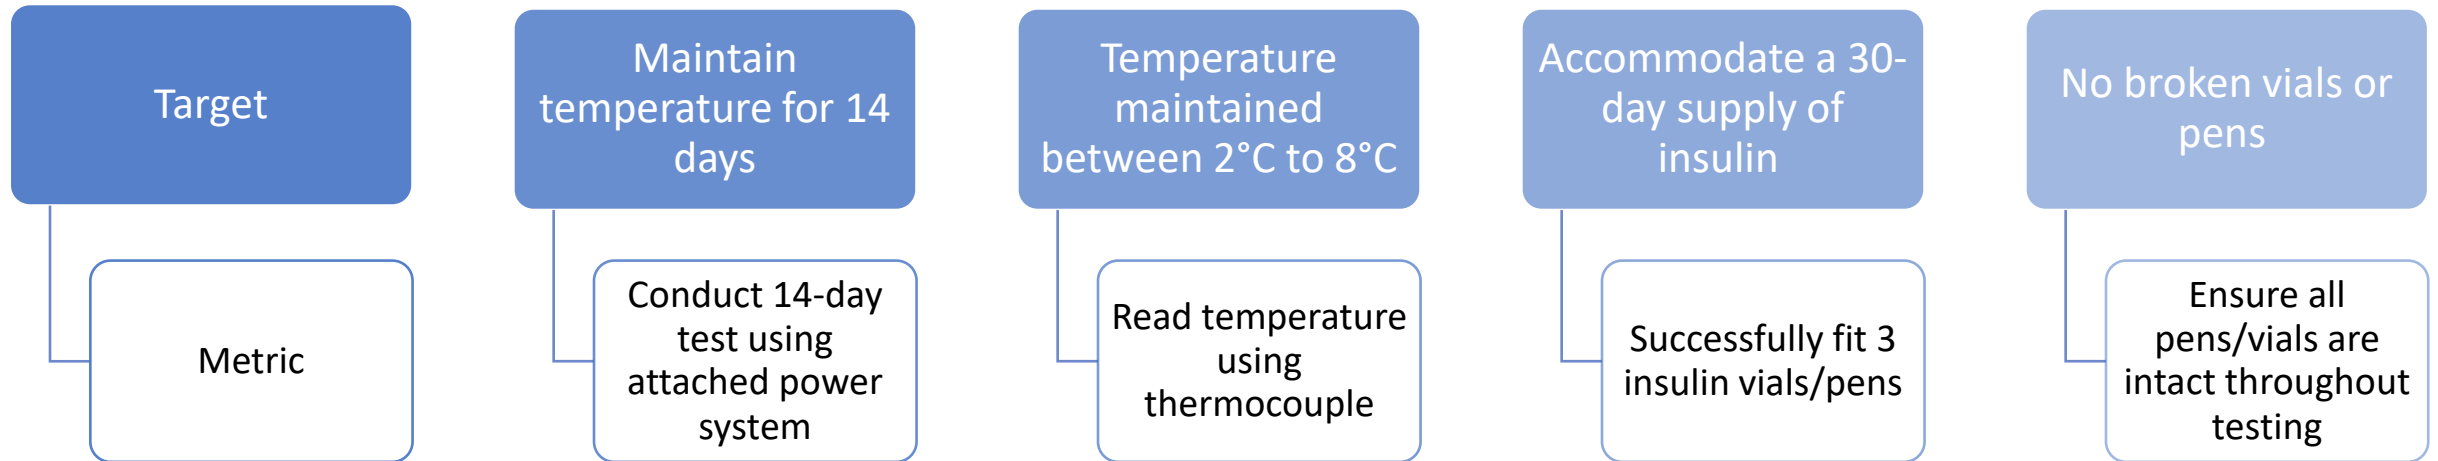 Target
Metric
Maintain
temperature for 14
days
Conduct 14-day
test using
attached power
system
Temperature
maintained
between 2°C to 8°C
Read temperature
using
thermocouple
Accommodate a 30-
day supply of
insulin
Successfully fit 3
insulin vials/pens
No broken vials or
pens
Ensure all
pens/vials are
intact throughout
testing